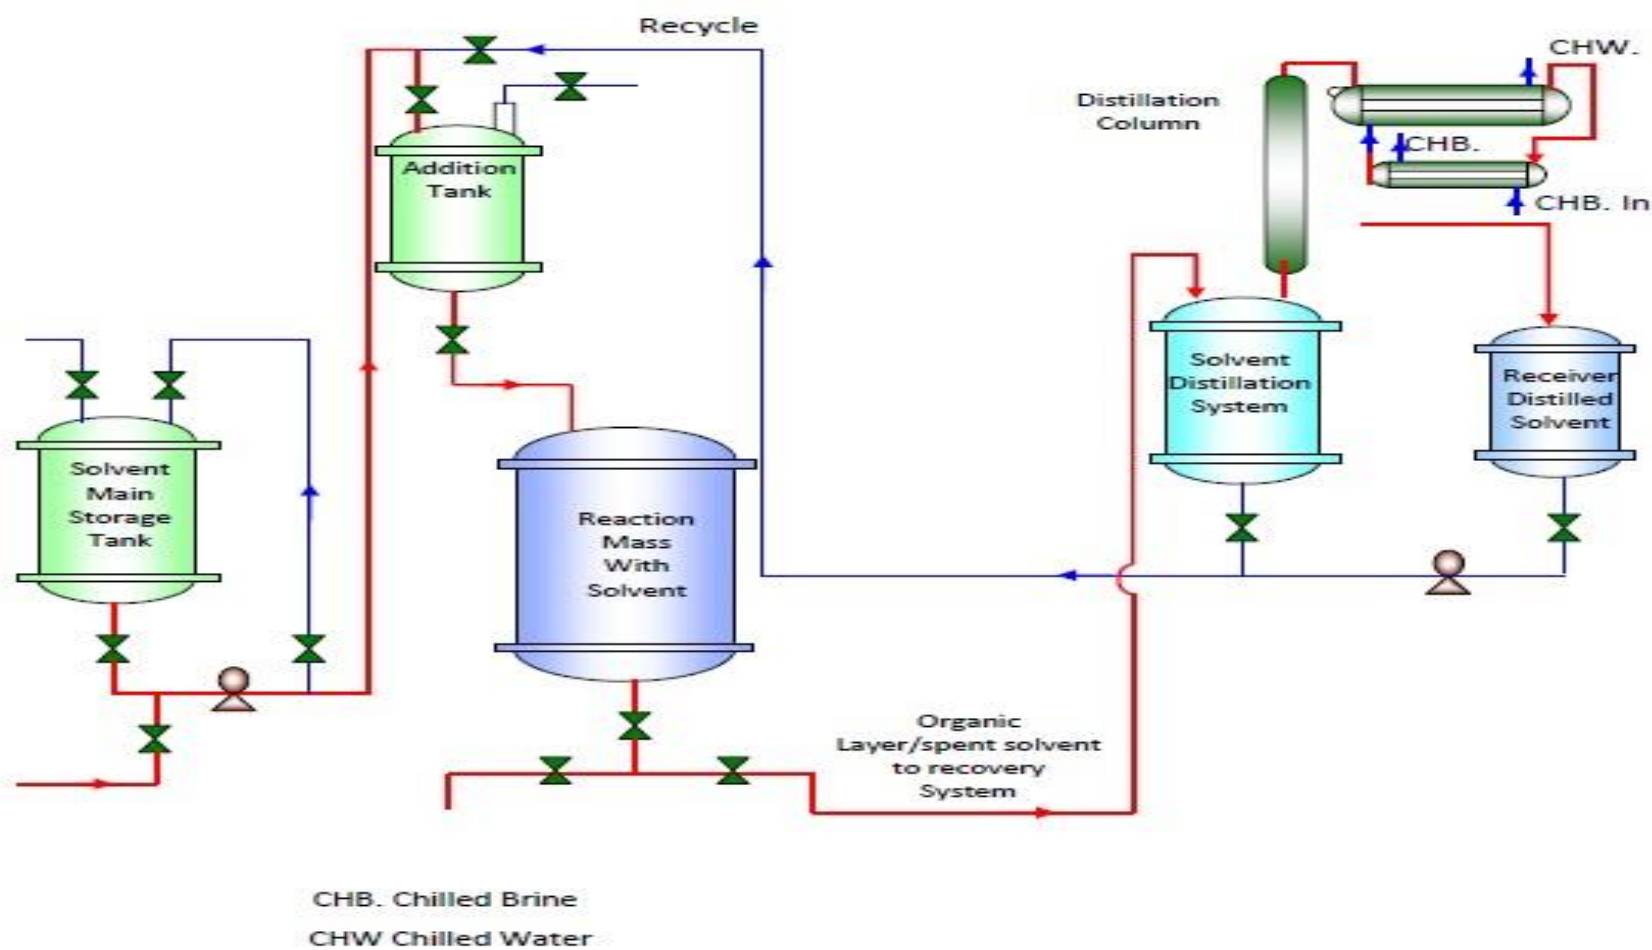 Recycle
CHW.
Distillation
Column
CHB.
CHB. In
Addition
Tank
Solvent
Main
Storage
Tank
Reaction
Mass
With
Solvent
Solvent
Distillation
System
Receiver
Distilled
Solvent
Organic
Layer/spent solvent
to recovery
System
CHB. Chilled Brine
CHW Chilled Water